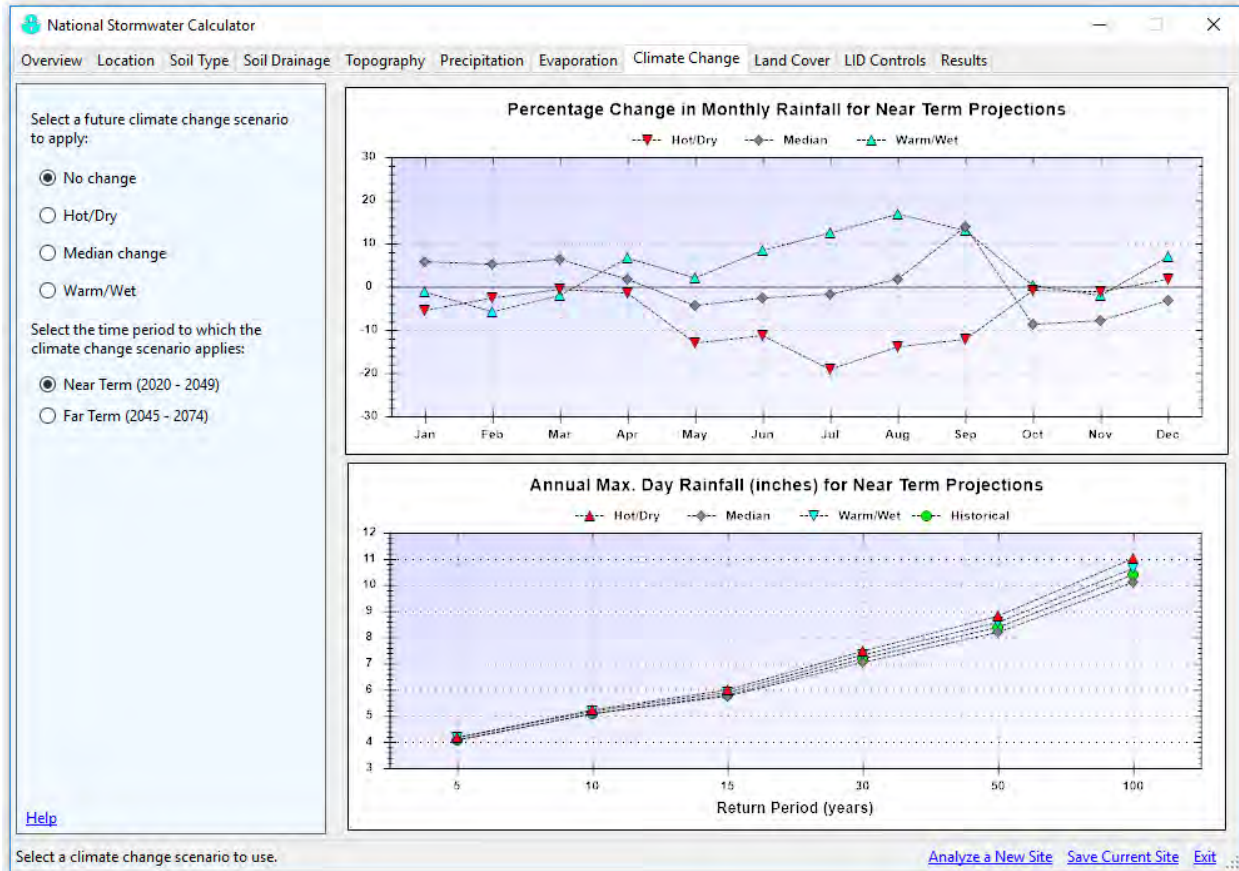 National Stormwater Calculator
Overview Location Soil Type Soil Drainage Topography Precipitation Evaporation Climate Change Land Cover LID Controls Results
Select a future climate change scenario
to apply:
No change
Hot/Dry
Median change
Warm/Wet
Select the time period to which the
climate change scenario applies:
Near Term (2020 - 2049)
Far Term (2045 - 2074)
Help
Percentage Change in Monthly Rainfall for Near Term Projections
Hot/Dry Median Warm/Wet
30
20
10
0
-10
-20
-30
Jan Feb Mar Apr May Jun Jul Aug Sep Oct Nov Dec
Annual Max. Day Rainfall (inches) for Near Term Projections
Hot/Dry Median Warm/Wet Historical
12
11
10
9
8
7
6
5
4
3
5 10 15 30 50 100
Return Period (years)
Select a climate change scenario to use.
Analyze a New Site Save Current Site Exit